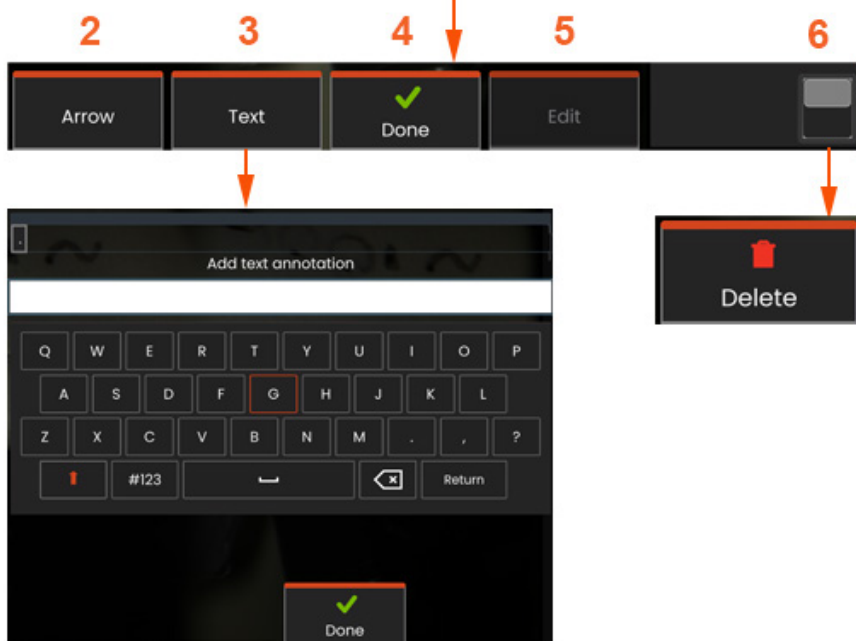 2 3 4 5 6
Arrow Text Done Edit
.
Add text annotation
Delete
Q W E R T Y U I O P
A S D F G H J K L
Z X C V B N M . , ?
#123 Return
Done